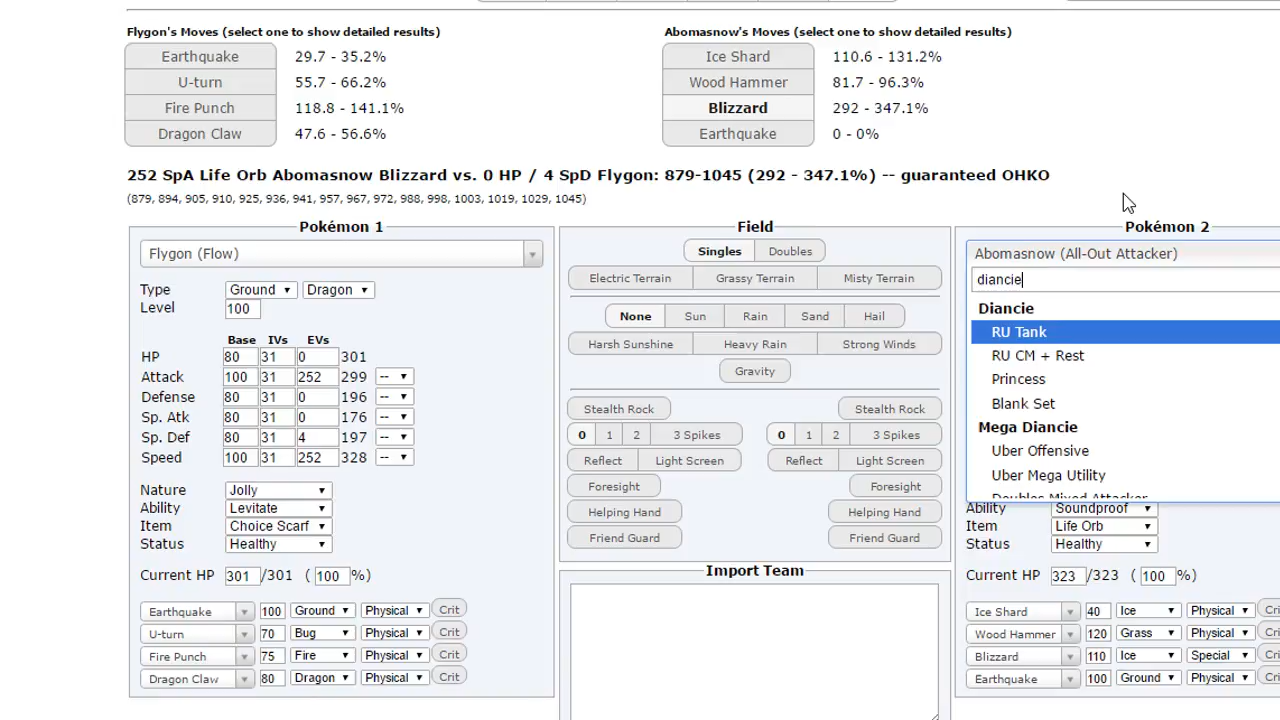 Flygon's Moves (select one to show detailed results)
Earthquake 29.7 - 35.2%
U-turn 55.7 - 66.2%
Fire Punch 118.8 - 141.1%
Dragon Claw 47.6 - 56.6%
Abomasnow's Moves (select one to show detailed results)
Ice Shard 110.6 - 131.2%
Wood Hammer 81.7 - 96.3%
Blizzard 292 - 347.1%
Earthquake 0 - 0%
252 SpA Life Orb Abomasnow Blizzard vs. 0 HP / 4 SpD Flygon: 879-1045 (292 - 347.1%) -- guaranteed OHKO
(879, 894, 905, 910, 925, 936, 941, 957, 967, 972, 988, 998, 1003, 1019, 1029, 1045)
Pokémon 1
Flygon (Flow)
Type Ground Dragon
Level 100
Base IVs EVs
HP 80 31 0 301
Attack 100 31 252 299 --
Defense 80 31 0 196 --
Sp. Atk 80 31 0 176 --
Sp. Def 80 31 4 197 --
Speed 100 31 252 328 --
Nature Jolly
Ability Levitate
Item Choice Scarf
Status Healthy
Current HP 301/301 (100 %)
Earthquake 100 Ground Physical Crit
U-turn 70 Bug Physical Crit
Fire Punch 75 Fire Physical Crit
Dragon Claw 80 Dragon Physical Crit
Field
Singles Doubles
Electric Terrain Grassy Terrain Misty Terrain
None Sun Rain Sand Hail
Harsh Sunshine Heavy Rain Strong Winds
Gravity
Stealth Rock Stealth Rock
0 1 2 3 Spikes 0 1 2 3 Spikes
Reflect Light Screen Reflect Light Screen
Foresight Foresight
Helping Hand Helping Hand
Friend Guard Friend Guard
Import Team
Pokémon 2
Abomasnow (All-Out Attacker)
diancie
Diancie
RU Tank
RU CM + Rest
Princess
Blank Set
Mega Diancie
Uber Offensive
Uber Mega Utility
Doubles Mixed Attacker
Ability Soundproof
Item Life Orb
Status Healthy
Current HP 323/323 (100 %)
Ice Shard 40 Ice Physical
Wood Hammer 120 Grass Physical
Blizzard 110 Ice Special
Earthquake 100 Ground Physical